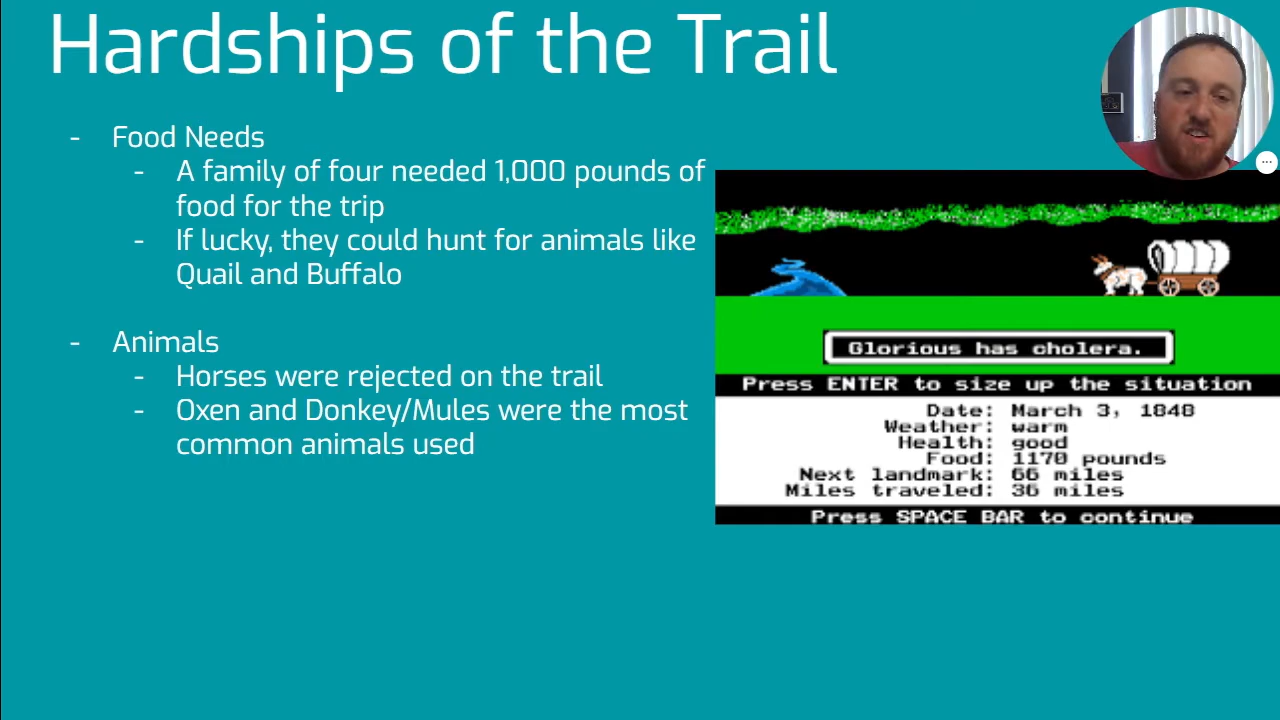 Hardships of the Trail
- Food Needs
- A family of four needed 1,000 pounds of
food for the trip
- If lucky, they could hunt for animals like
Quail and Buffalo
- Animals
- Horses were rejected on the trail
- Oxen and Donkey/Mules were the most
common animals used
Glorious has cholera.
Press ENTER to size up the situation
Date: March 3, 1848
Weather: warm
Health: good
Food: 1170 pounds
Next landmark: 66 miles
Miles traveled: 36 miles
Press SPACE BAR to continue